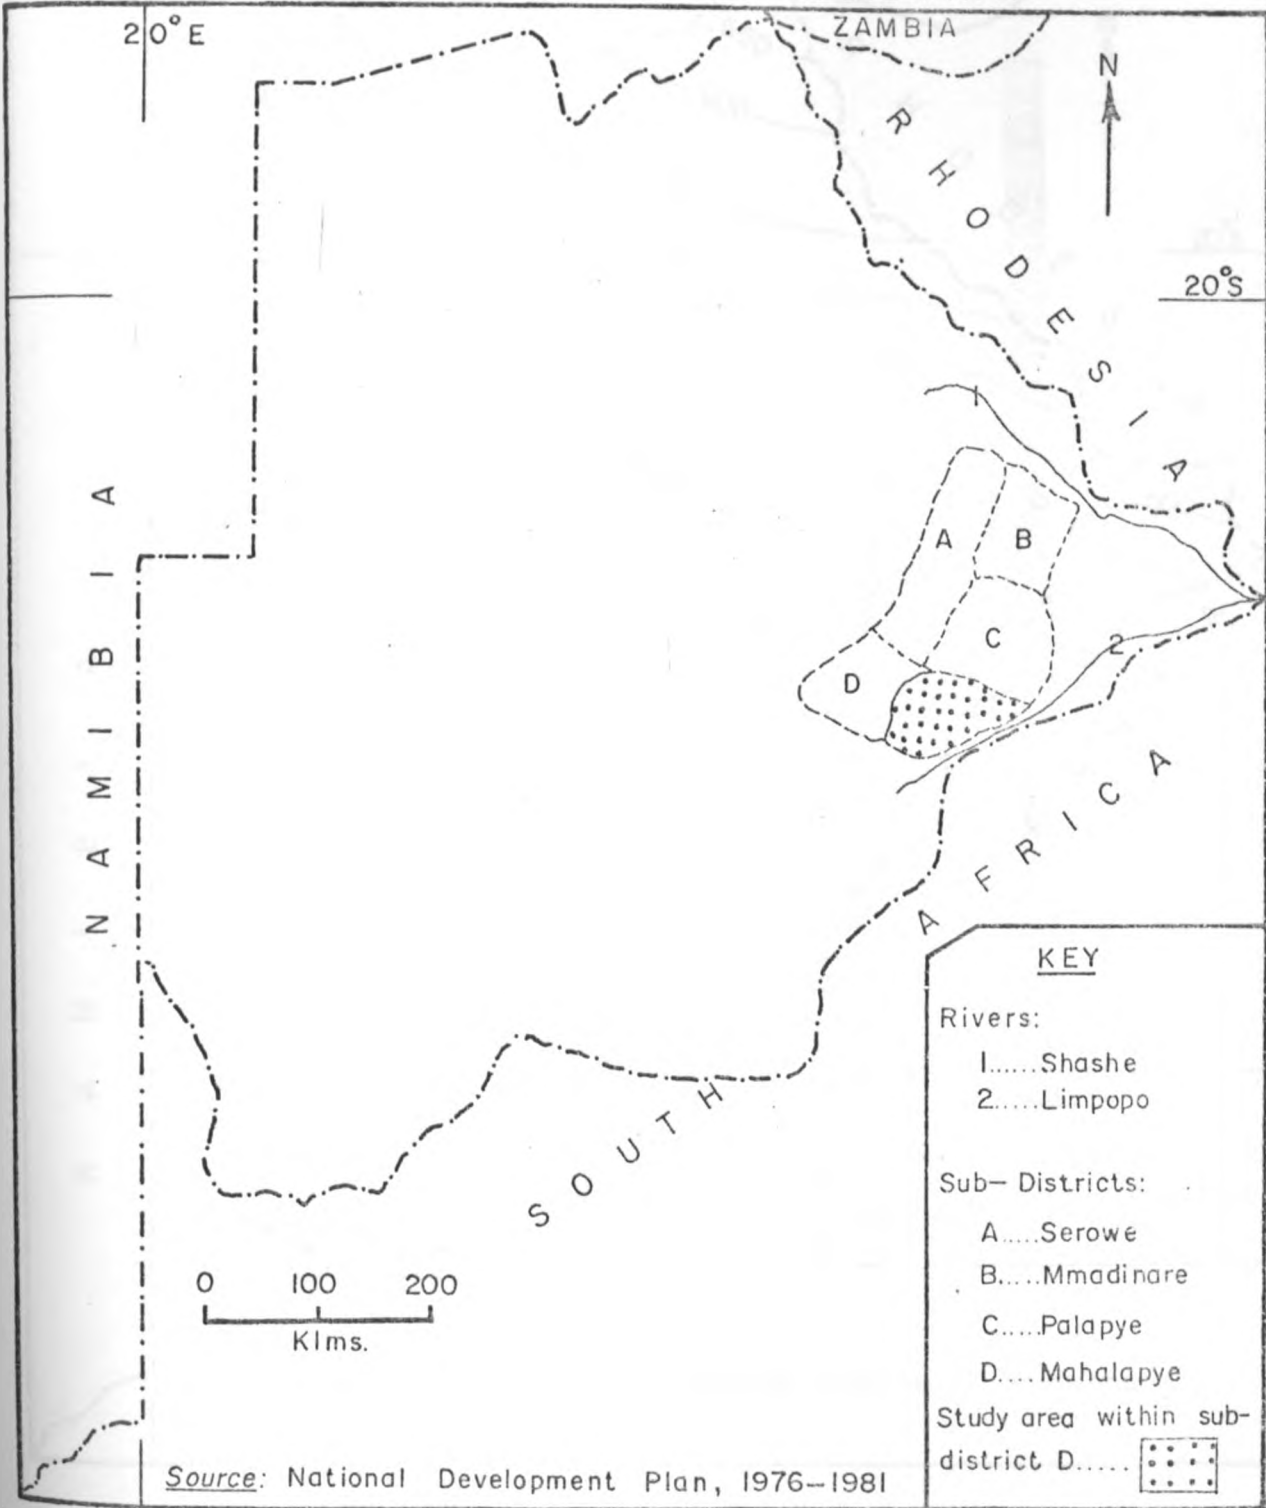 20°E
ZAMBIA
N
RHODESIA
20°S
1
NAMIBIA
A
B
C
2
D
SOUTH AFRICA
KEY
Rivers:
1......Shashe
2.....Limpopo
Sub-Districts:
A.....Serowe
B.....Mmadinare
C.....Palapye
D....Mahalapye
Study area within sub-
district D.....
0 100 200
Klms.
Source: National Development Plan, 1976-1981